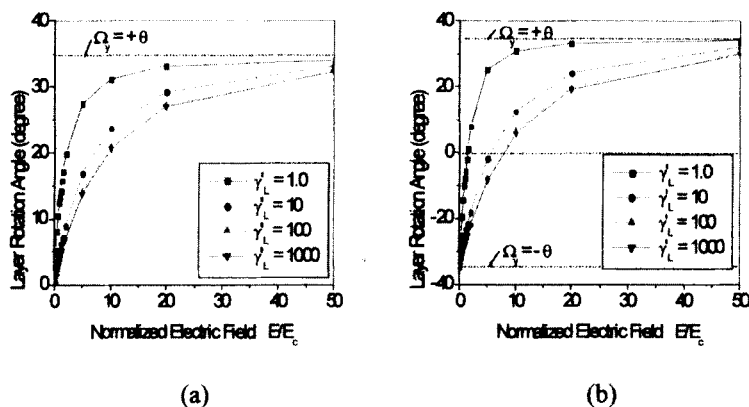 Ω_y = +θ
Layer Rotation Angle (degree)
40
30
20
10
0
γ'_L = 1.0
γ'_L = 10
γ'_L = 100
γ'_L = 1000
0 10 20 30 40 50
Normalized Electric Field E/E_c
(a)
Ω_y = +θ
Layer Rotation Angle (degree)
40
20
0
-20
-40
γ'_L = 1.0
γ'_L = 10
γ'_L = 100
γ'_L = 1000
Ω_y = -θ
0 10 20 30 40 50
Normalized Electric Field E/E_c
(b)